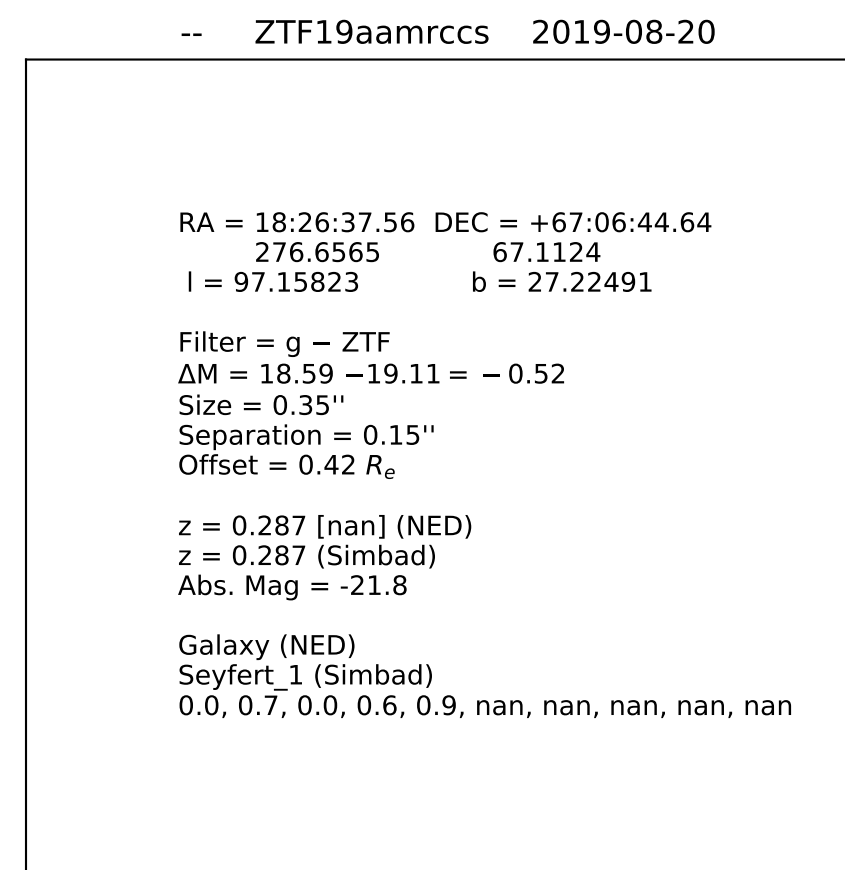 -- ZTF19aamrccs 2019-08-20
RA = 18:26:37.56 DEC = +67:06:44.64
276.6565 67.1124
l = 97.15823 b = 27.22491
Filter = g − ZTF
ΔM = 18.59 −19.11 = − 0.52
Size = 0.35''
Separation = 0.15''
Offset = 0.42 Re
z = 0.287 [nan] (NED)
z = 0.287 (Simbad)
Abs. Mag = -21.8
Galaxy (NED)
Seyfert_1 (Simbad)
0.0, 0.7, 0.0, 0.6, 0.9, nan, nan, nan, nan, nan